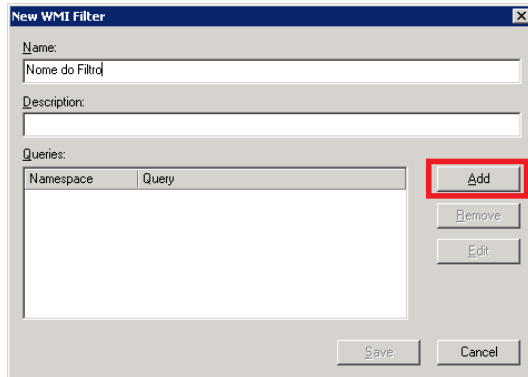 New WMI Filter
Name:
Nome do Filtro
Description:
Queries:
Namespace Query
Add
Remove
Edit
Save Cancel